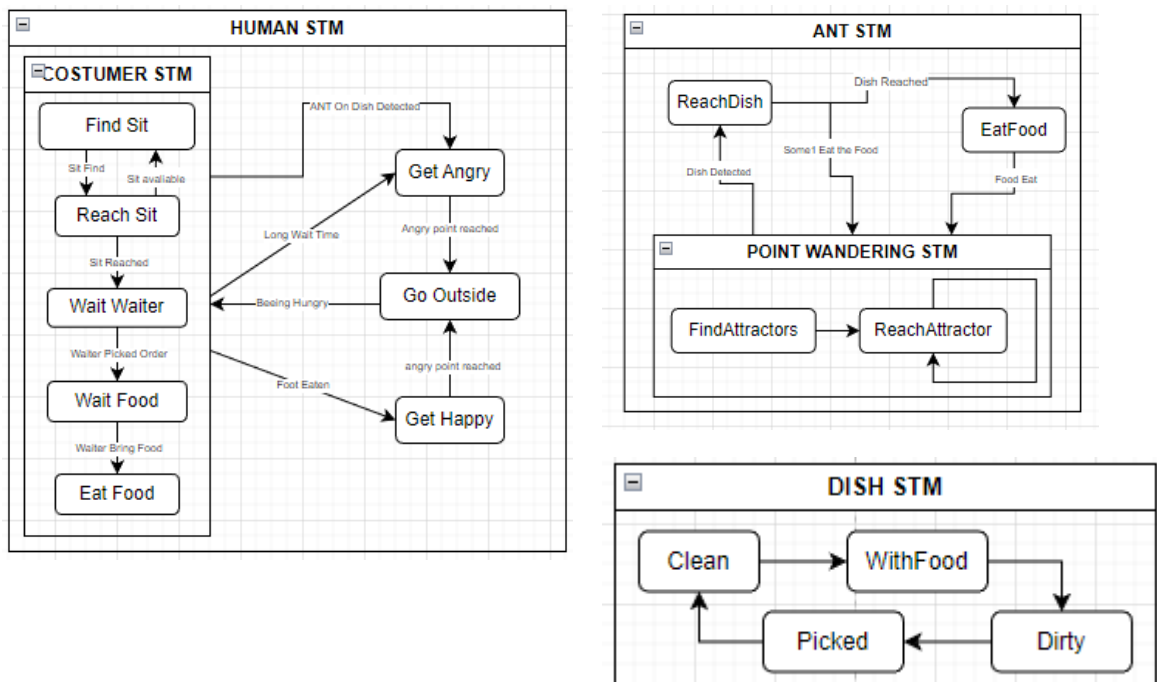 HUMAN STM
COSTUMER STM
Find Sit
Sit Find
Sit avaliable
Reach Sit
Sit Reached
Wait Waiter
Waiter Picked Order
Wait Food
Waiter Bring Food
Eat Food
ANT On Dish Detected
Get Angry
Long Wait Time
Angry point reached
Go Outside
Beeing Hungry
angry point reached
Foot Eaten
Get Happy
ANT STM
ReachDish
Dish Reached
EatFood
Some1 Eat the Food
Dish Detected
Food Eat
POINT WANDERING STM
FindAttractors
ReachAttractor
DISH STM
Clean
WithFood
Picked
Dirty